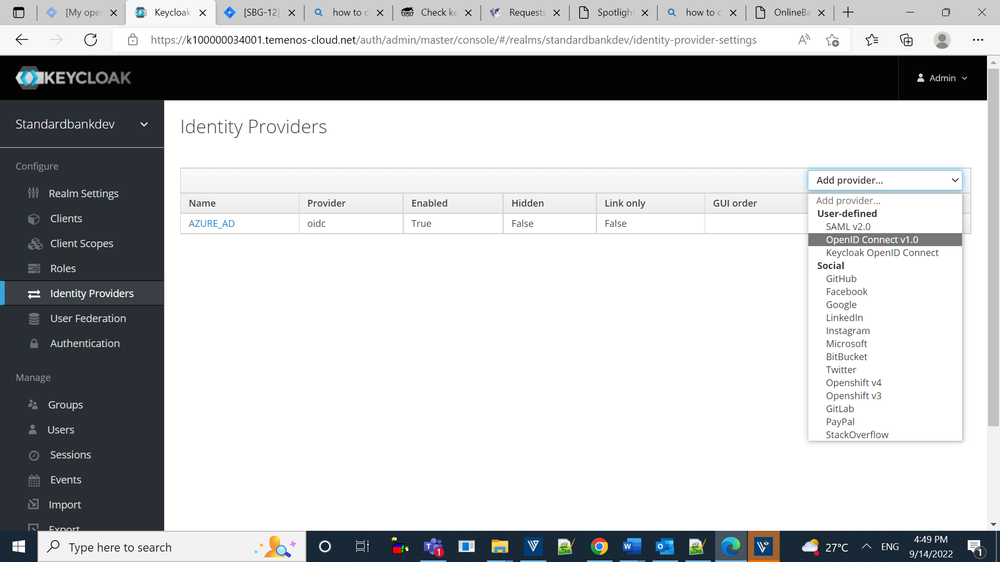 [My oper
Keycloak
[SBG-12]
how to c
Check ke
Requests
Spotligh
how to c
OnlineBa
https://k100000034001.temenos-cloud.net/auth/admin/master/console/#/realms/standardbankdev/identity-provider-settings
KEYCLOAK
Admin
Standardbankdev
Configure
Realm Settings
Clients
Client Scopes
Roles
Identity Providers
User Federation
Authentication
Manage
Groups
Users
Sessions
Events
Import
Export
Identity Providers
Add provider...
Name Provider Enabled Hidden Link only GUI order
AZURE_AD oidc True False False
Add provider...
User-defined
SAML v2.0
OpenID Connect v1.0
Keycloak OpenID Connect
Social
GitHub
Facebook
Google
LinkedIn
Instagram
Microsoft
BitBucket
Twitter
Openshift v4
Openshift v3
GitLab
PayPal
StackOverflow
Type here to search
1
27°C
ENG
4:49 PM
9/14/2022
1